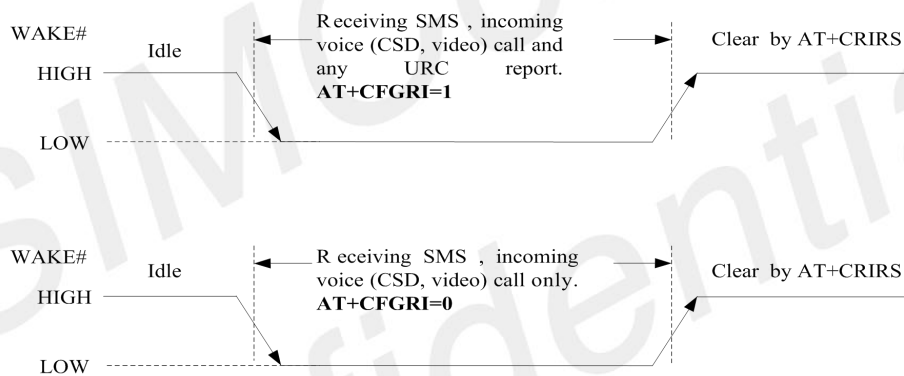 WAKE#
Idle
HIGH
LOW
Receiving SMS , incoming
voice (CSD, video) call and
any URC report.
AT+CFGRI=1
Clear by AT+CRIRS
WAKE#
Idle
HIGH
LOW
R eceiving SMS , incoming
voice (CSD, video) call only.
AT+CFGRI=0
Clear by AT+CRIRS